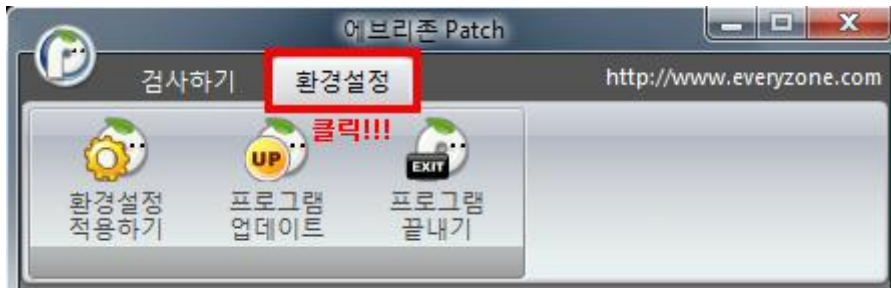 에브리존 Patch
검사하기 환경설정 http://www.everyzone.com
클릭!!!
UP EXIT
환경설정 프로그램 프로그램
적용하기 업데이트 끝내기